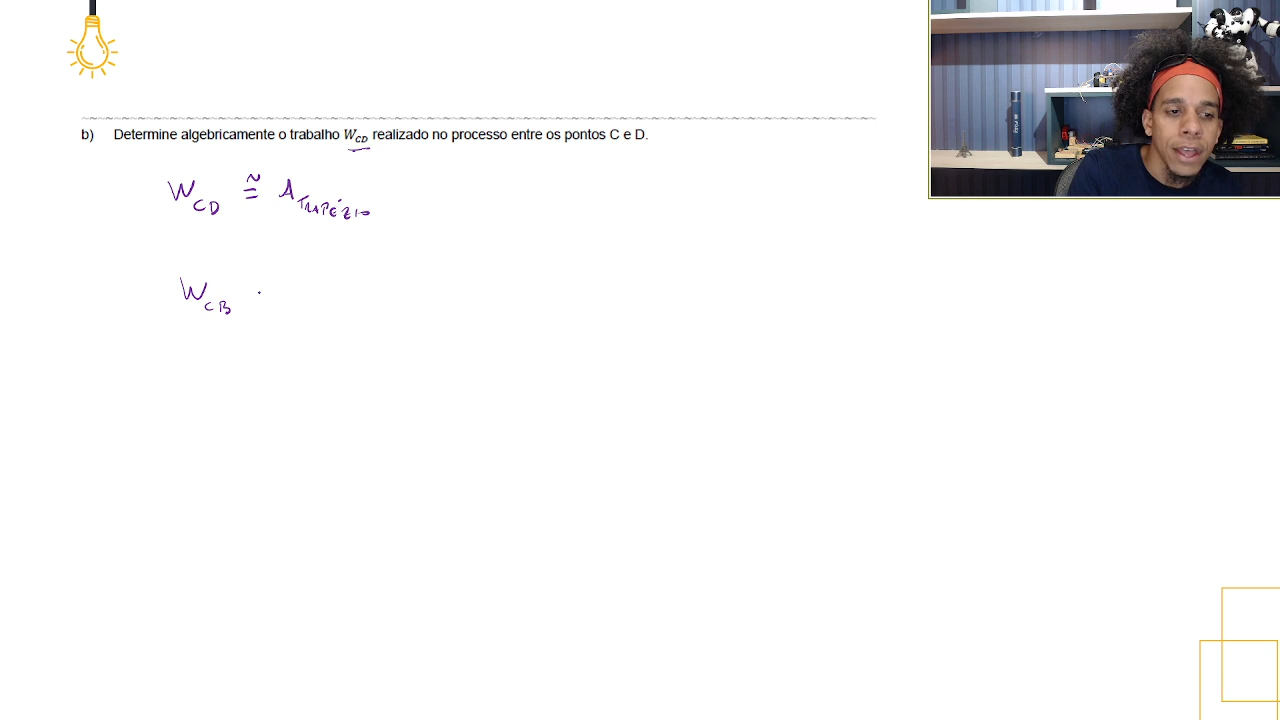 b) Determine algebricamente o trabalho W_CD realizado no processo entre os pontos C e D.
W_CD ≅ A_TRAPÉZIO
W_CB